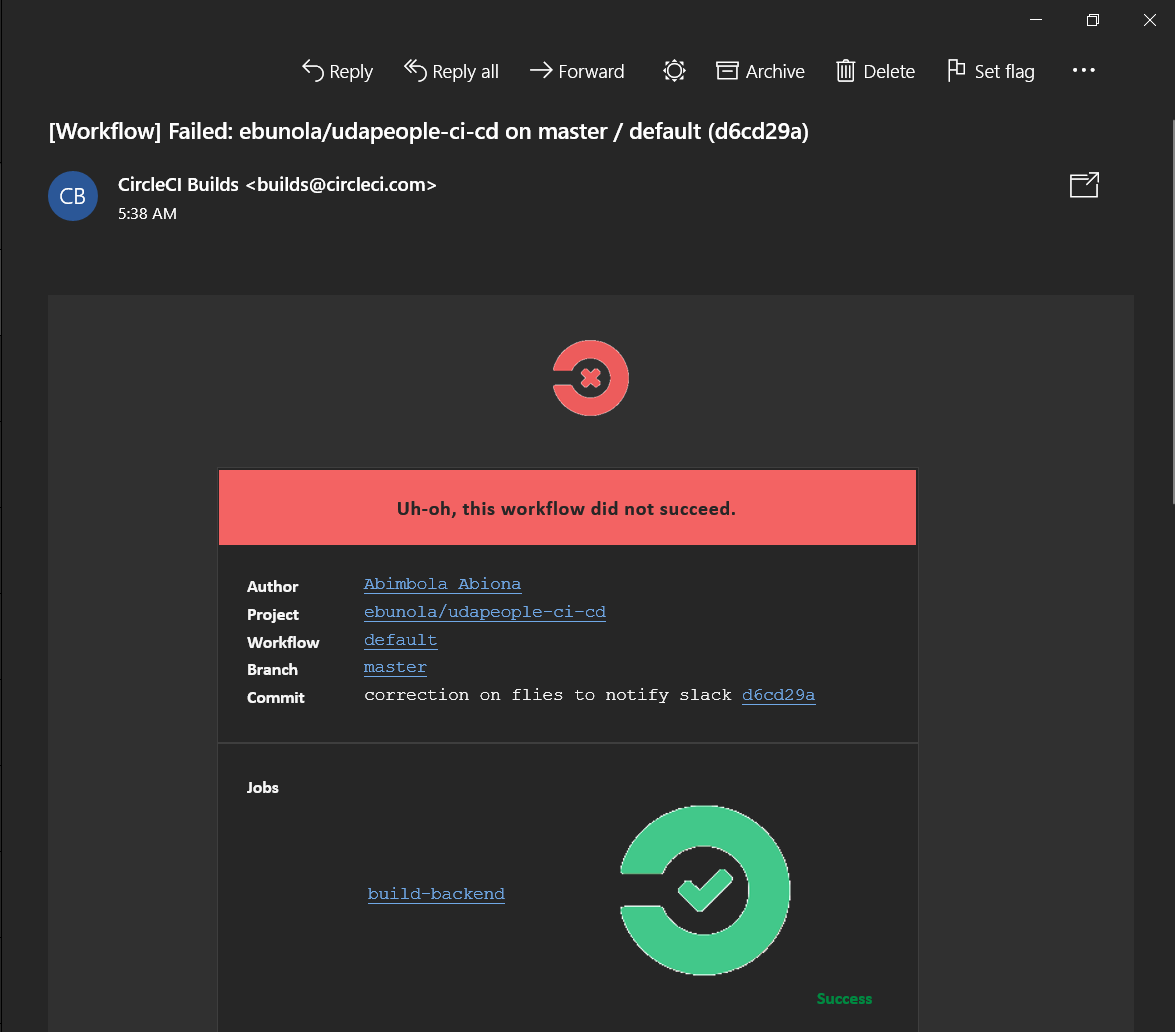 Reply
Reply all
Forward
Archive
Delete
Set flag
[Workflow] Failed: ebunola/udapeople-ci-cd on master / default (d6cd29a)
CB
CircleCI Builds <builds@circleci.com>
5:38 AM
Uh-oh, this workflow did not succeed.
Author Abimbola Abiona
Project ebunola/udapeople-ci-cd
Workflow default
Branch master
Commit correction on flies to notify slack d6cd29a
Jobs
build-backend
Success